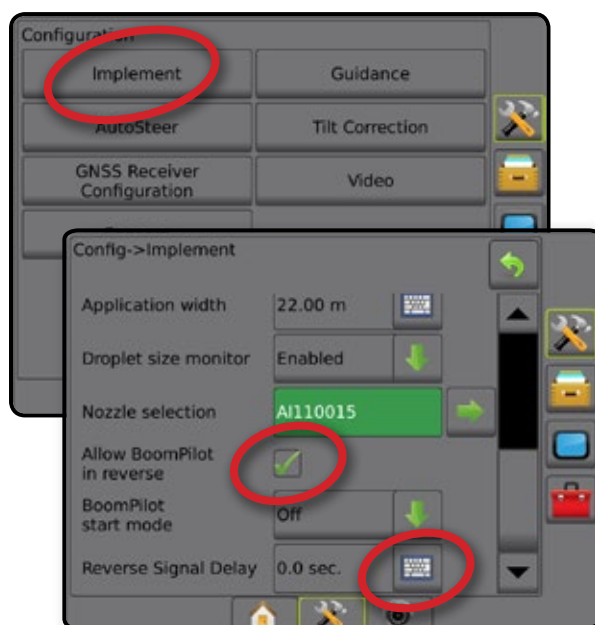 Configuration
Implement
Guidance
AutoSteer
Tilt Correction
GNSS Receiver
Configuration
Video
Config->Implement
Application width
22.00 m
Droplet size monitor
Enabled
Nozzle selection
AI110015
Allow BoomPilot
in reverse
BoomPilot
start mode
Off
Reverse Signal Delay
0.0 sec.